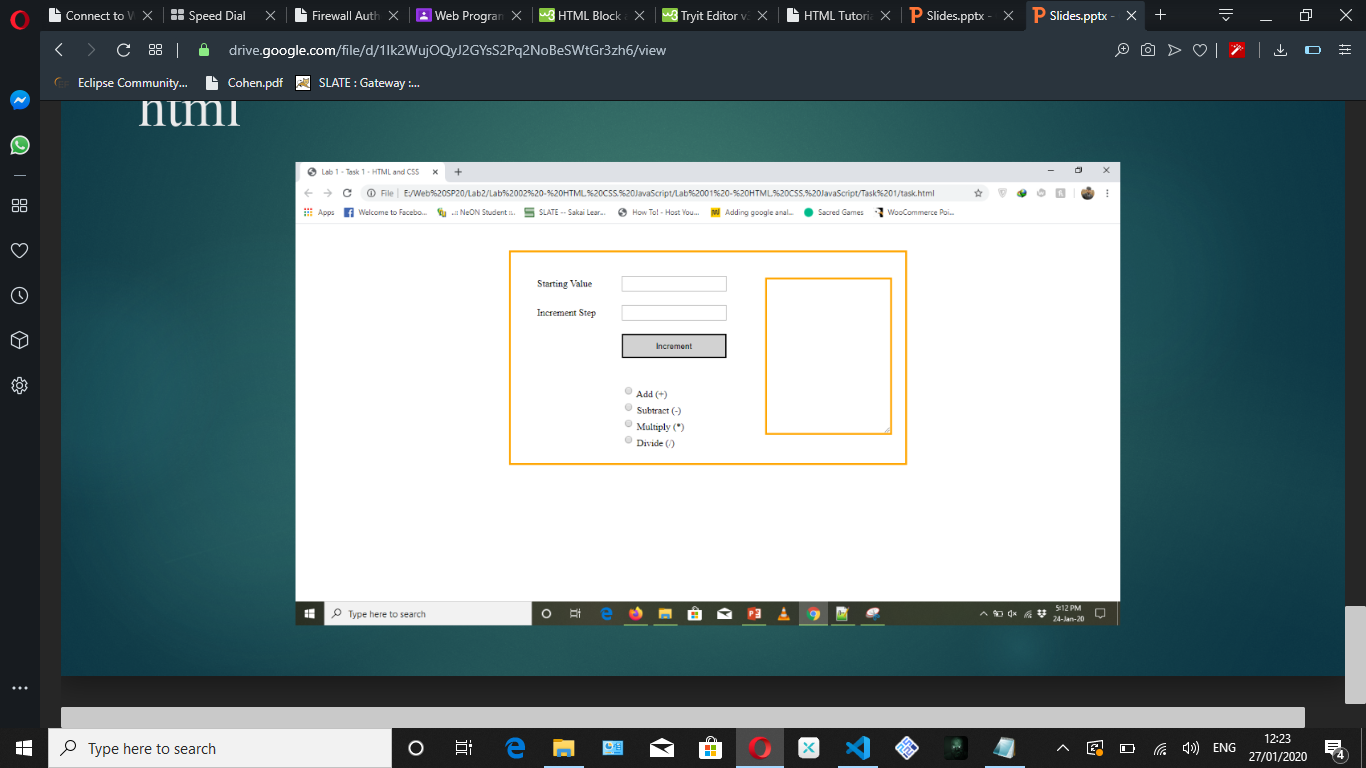 Connect to W
Speed Dial
Firewall Auth
Web Program
HTML Block
Tryit Editor v
HTML Tutoria
Slides.pptx -
Slides.pptx -
drive.google.com/file/d/1Ik2WujOQyJ2GYsS2Pq2NoBeSWtGr3zh6/view
Eclipse Community...
Cohen.pdf
SLATE : Gateway :...
html
Lab 1 - Task 1 - HTML and CSS
File | E:/Web%20SP20/Lab2/Lab%2002%20-%20HTML,%20CSS,%20JavaScript/Lab%2001%20-%20HTML,%20CSS,%20JavaScript/Task%201/task.html
Apps
Welcome to Facebo...
.:: NeON Student ::.
SLATE -- Sakai Lear...
How To! - Host You...
Adding google anal...
Sacred Games
WooCommerce Poi...
Starting Value
Increment Step
Increment
Add (+)
Subtract (-)
Multiply (*)
Divide (/)
Type here to search
5:12 PM
24-Jan-20
Type here to search
ENG
12:23
27/01/2020
4